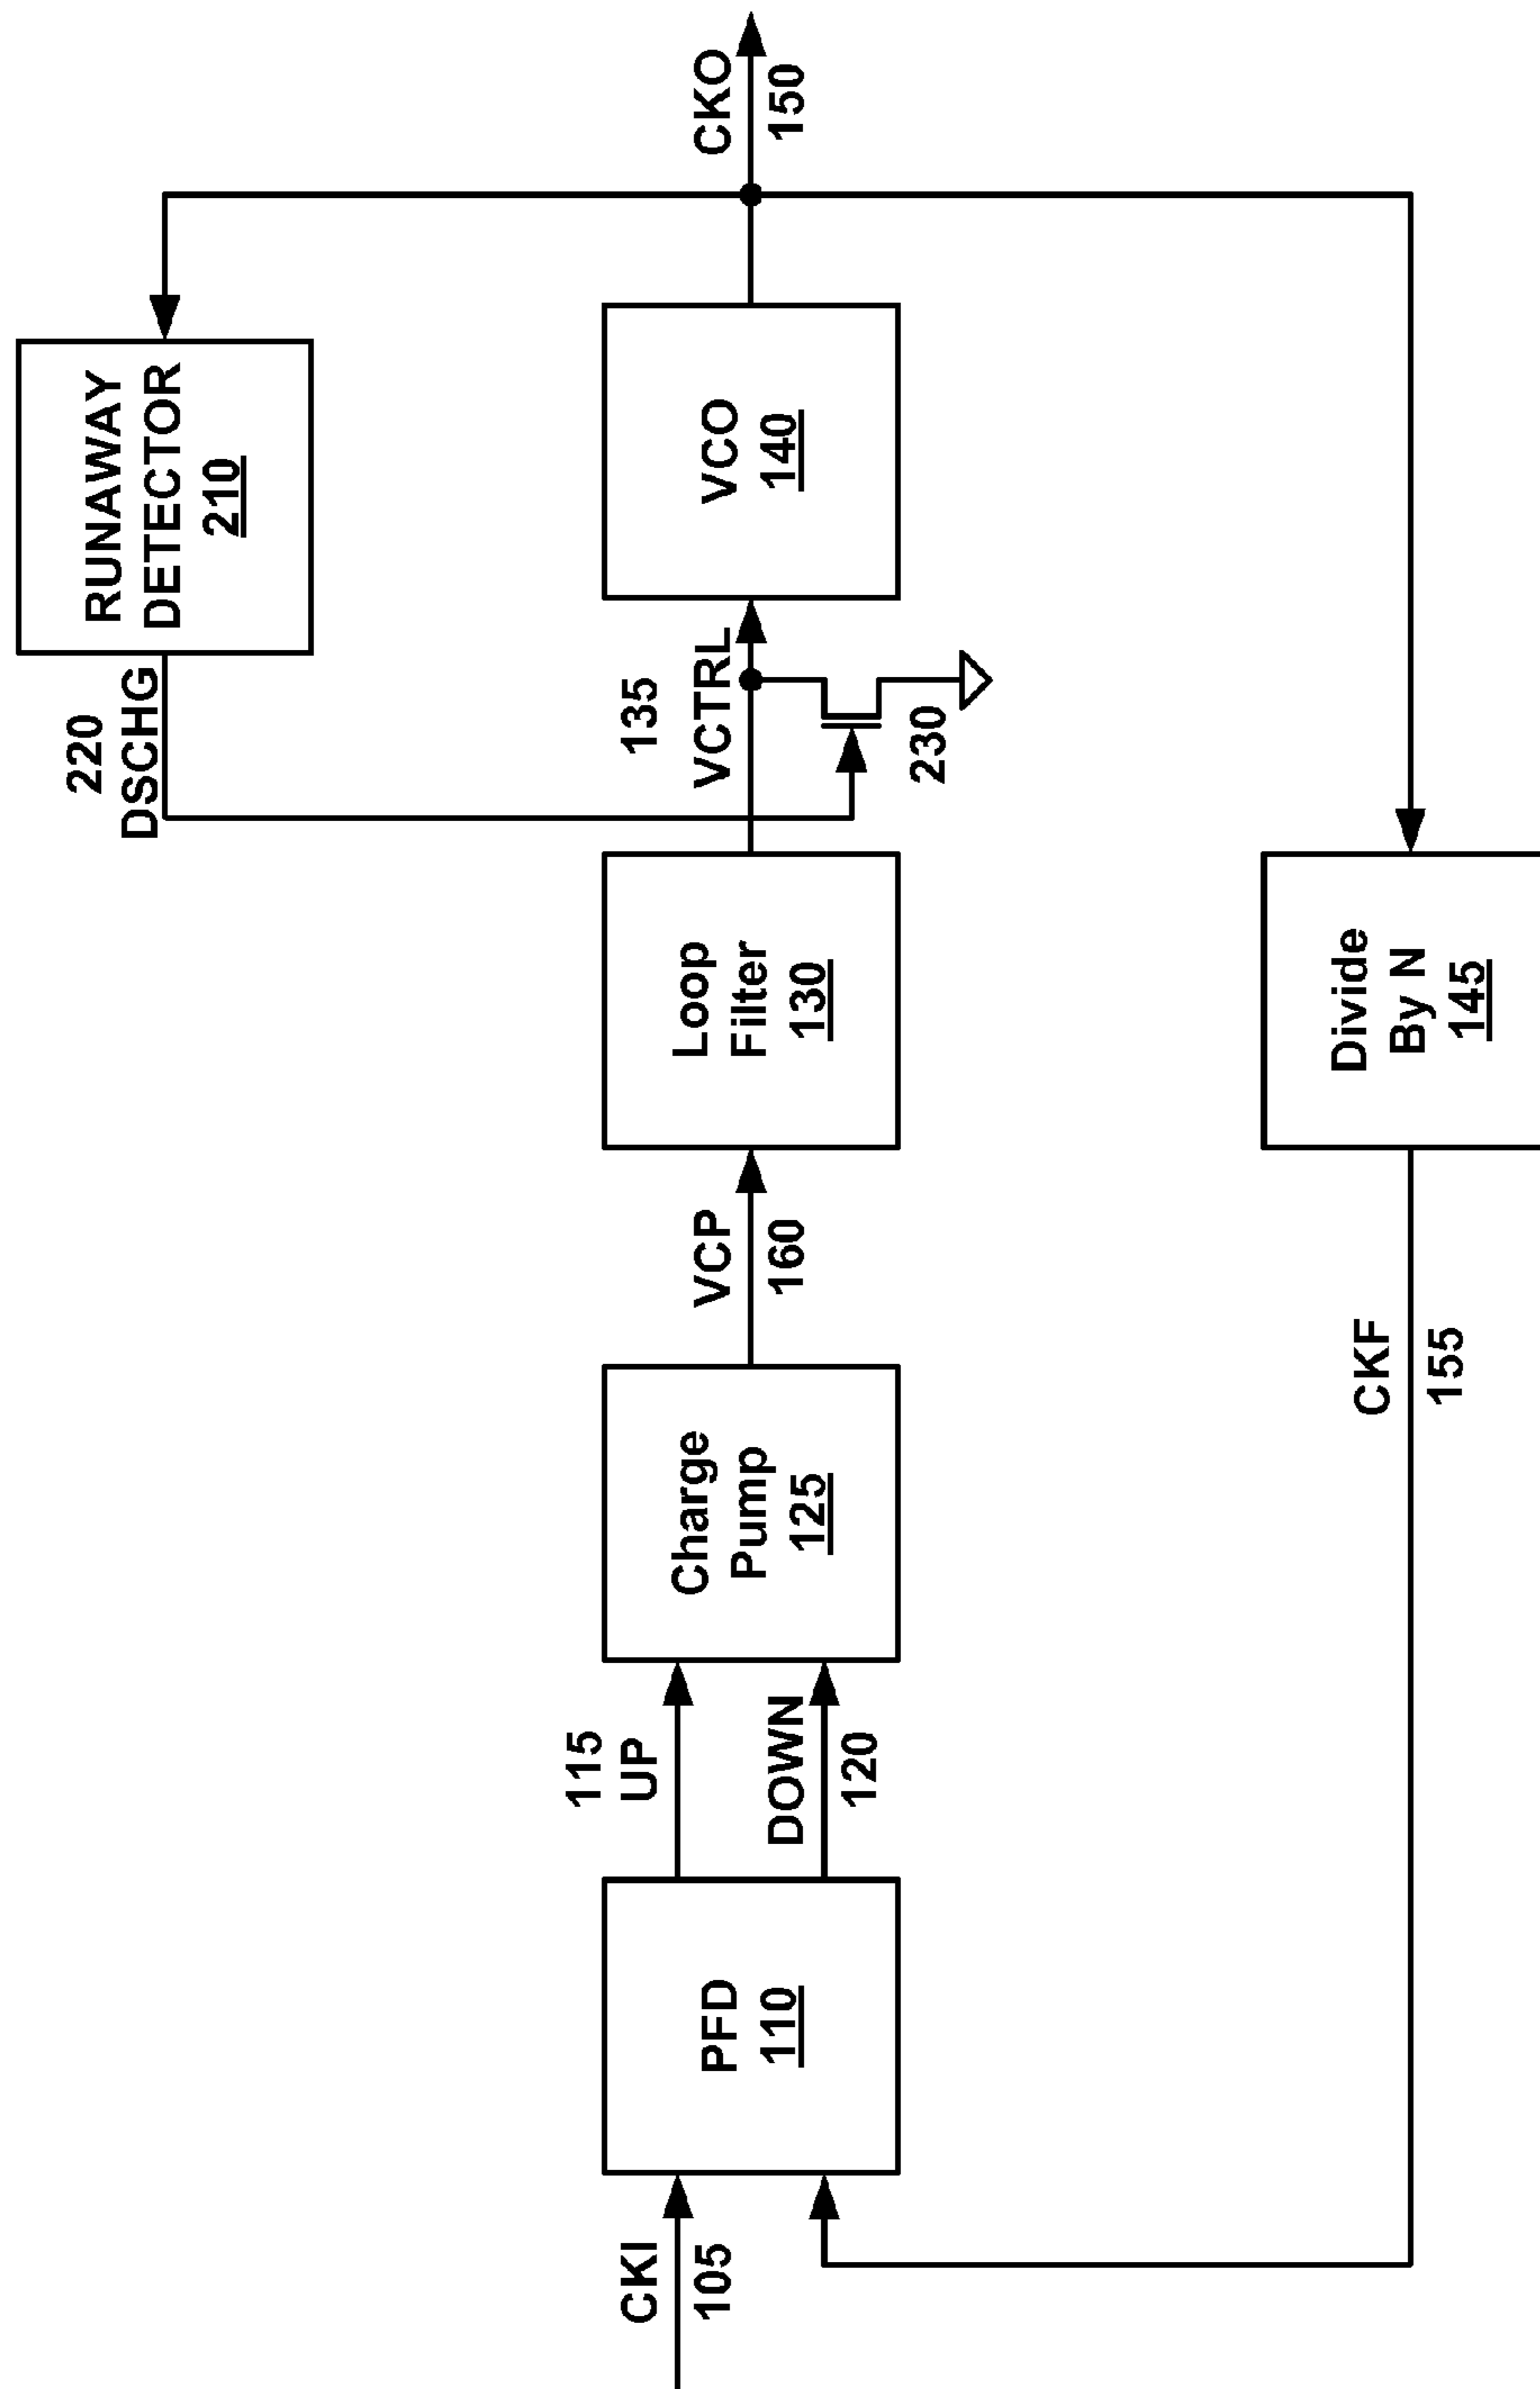 RUNAWAY
DETECTOR
210
220
DSCHG
CKI
105
PFD
110
115
UP
DOWN
120
Charge
Pump
125
VCP
160
Loop
Filter
130
135
VCTRL
230
VCO
140
CKO
150
CKF
155
Divide
By N
145